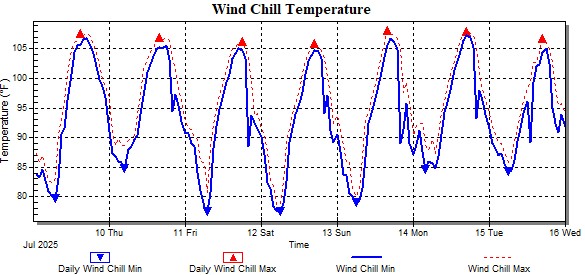 Wind Chill Temperature
Temperature (°F)
105
100
95
90
85
80
10 Thu
11 Fri
12 Sat
13 Sun
14 Mon
15 Tue
16 Wed
Jul 2025
Time
Daily Wind Chill Min
Daily Wind Chill Max
Wind Chill Min
Wind Chill Max